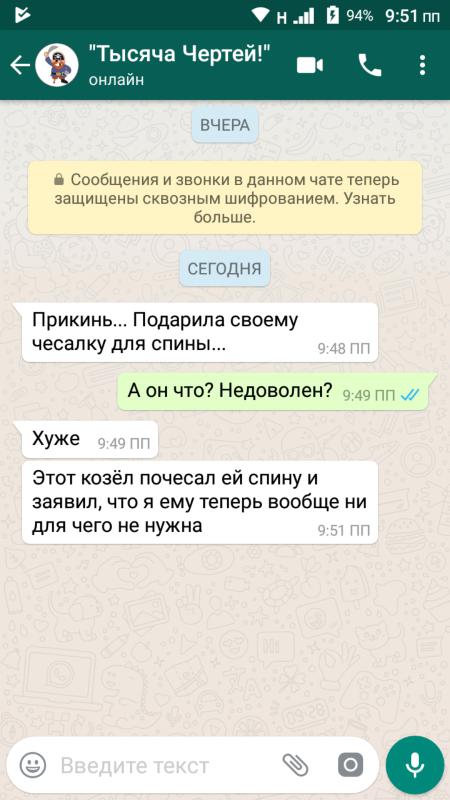 Н 94% 9:51 пп
"Тысяча Чертей!"
онлайн
ВЧЕРА
Сообщения и звонки в данном чате теперь
защищены сквозным шифрованием. Узнать
больше.
СЕГОДНЯ
Прикинь... Подарила своему
чесалку для спины...
9:48 ПП
А он что? Недоволен? 9:49 ПП
Хуже 9:49 ПП
Этот козёл почесал ей спину и
заявил, что я ему теперь вообще ни
для чего не нужна
9:51 ПП
Введите текст